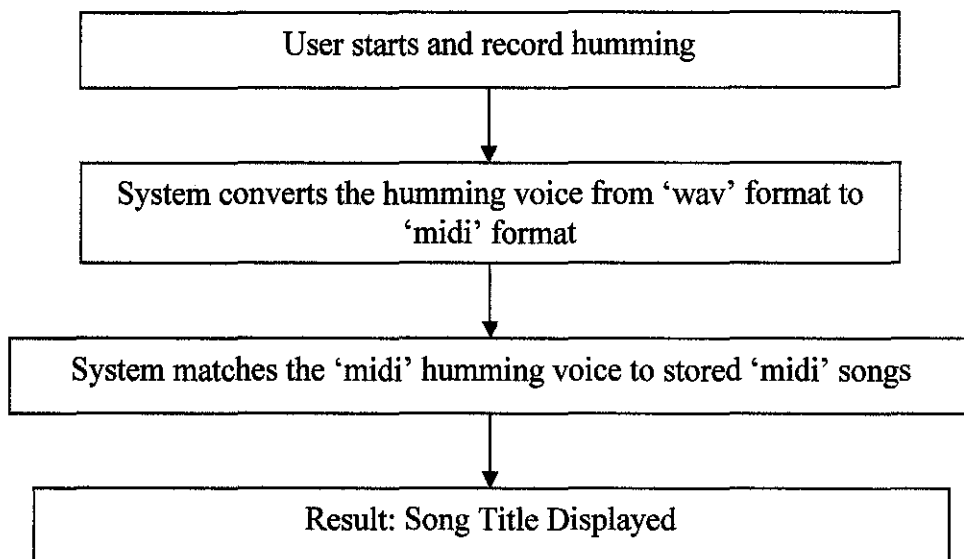 User starts and record humming
System converts the humming voice from ‘wav’ format to
‘midi’ format
System matches the ‘midi’ humming voice to stored ‘midi’ songs
Result: Song Title Displayed